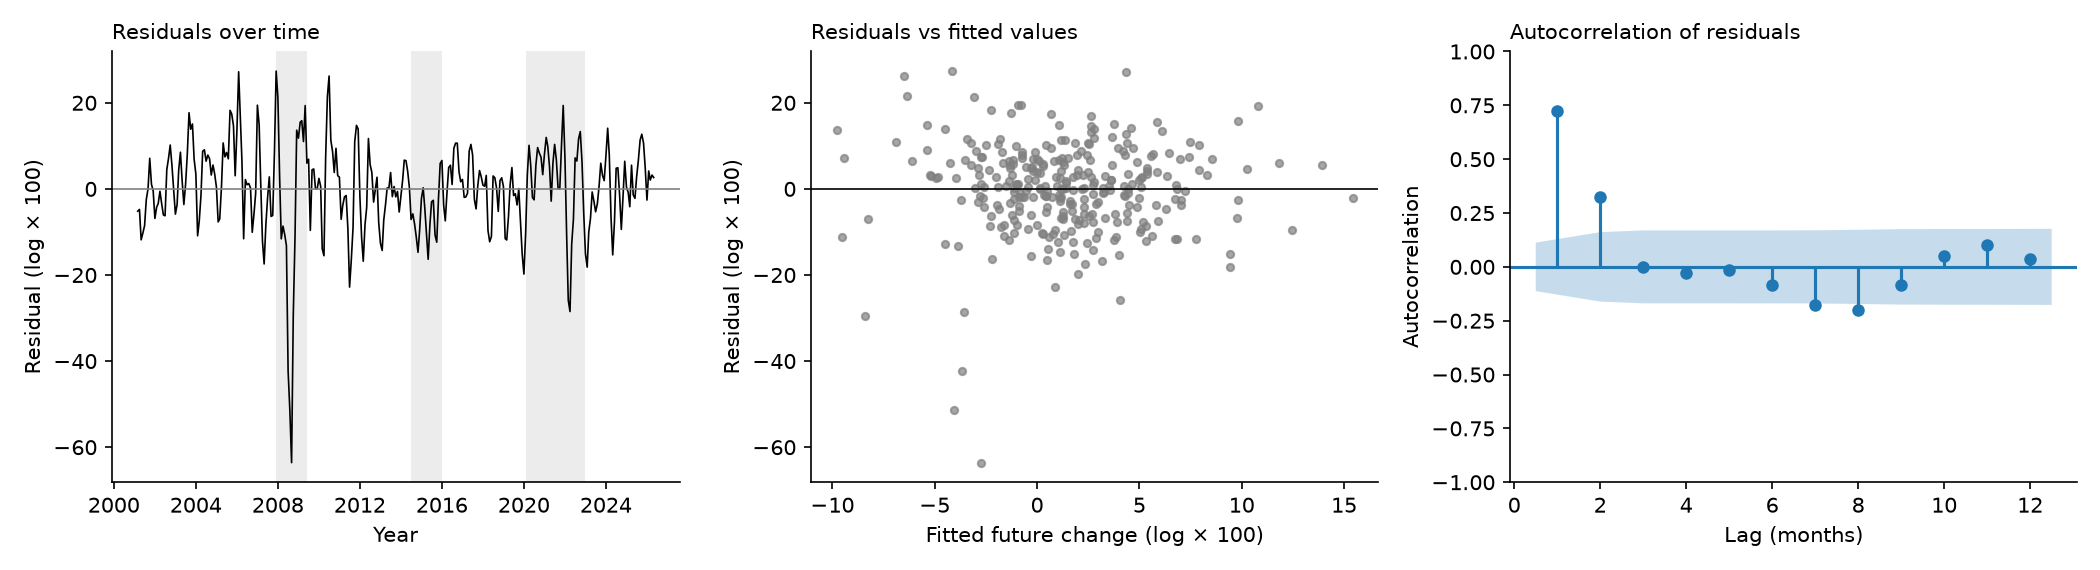 Residuals over time
Residual (log × 100)
20
0
−20
−40
−60
2000 2004 2008 2012 2016 2020 2024
Year
Residuals vs fitted values
Residual (log × 100)
20
0
−20
−40
−60
−10 −5 0 5 10 15
Fitted future change (log × 100)
Autocorrelation of residuals
Autocorrelation
1.00
0.75
0.50
0.25
0.00
−0.25
−0.50
−0.75
−1.00
0 2 4 6 8 10 12
Lag (months)